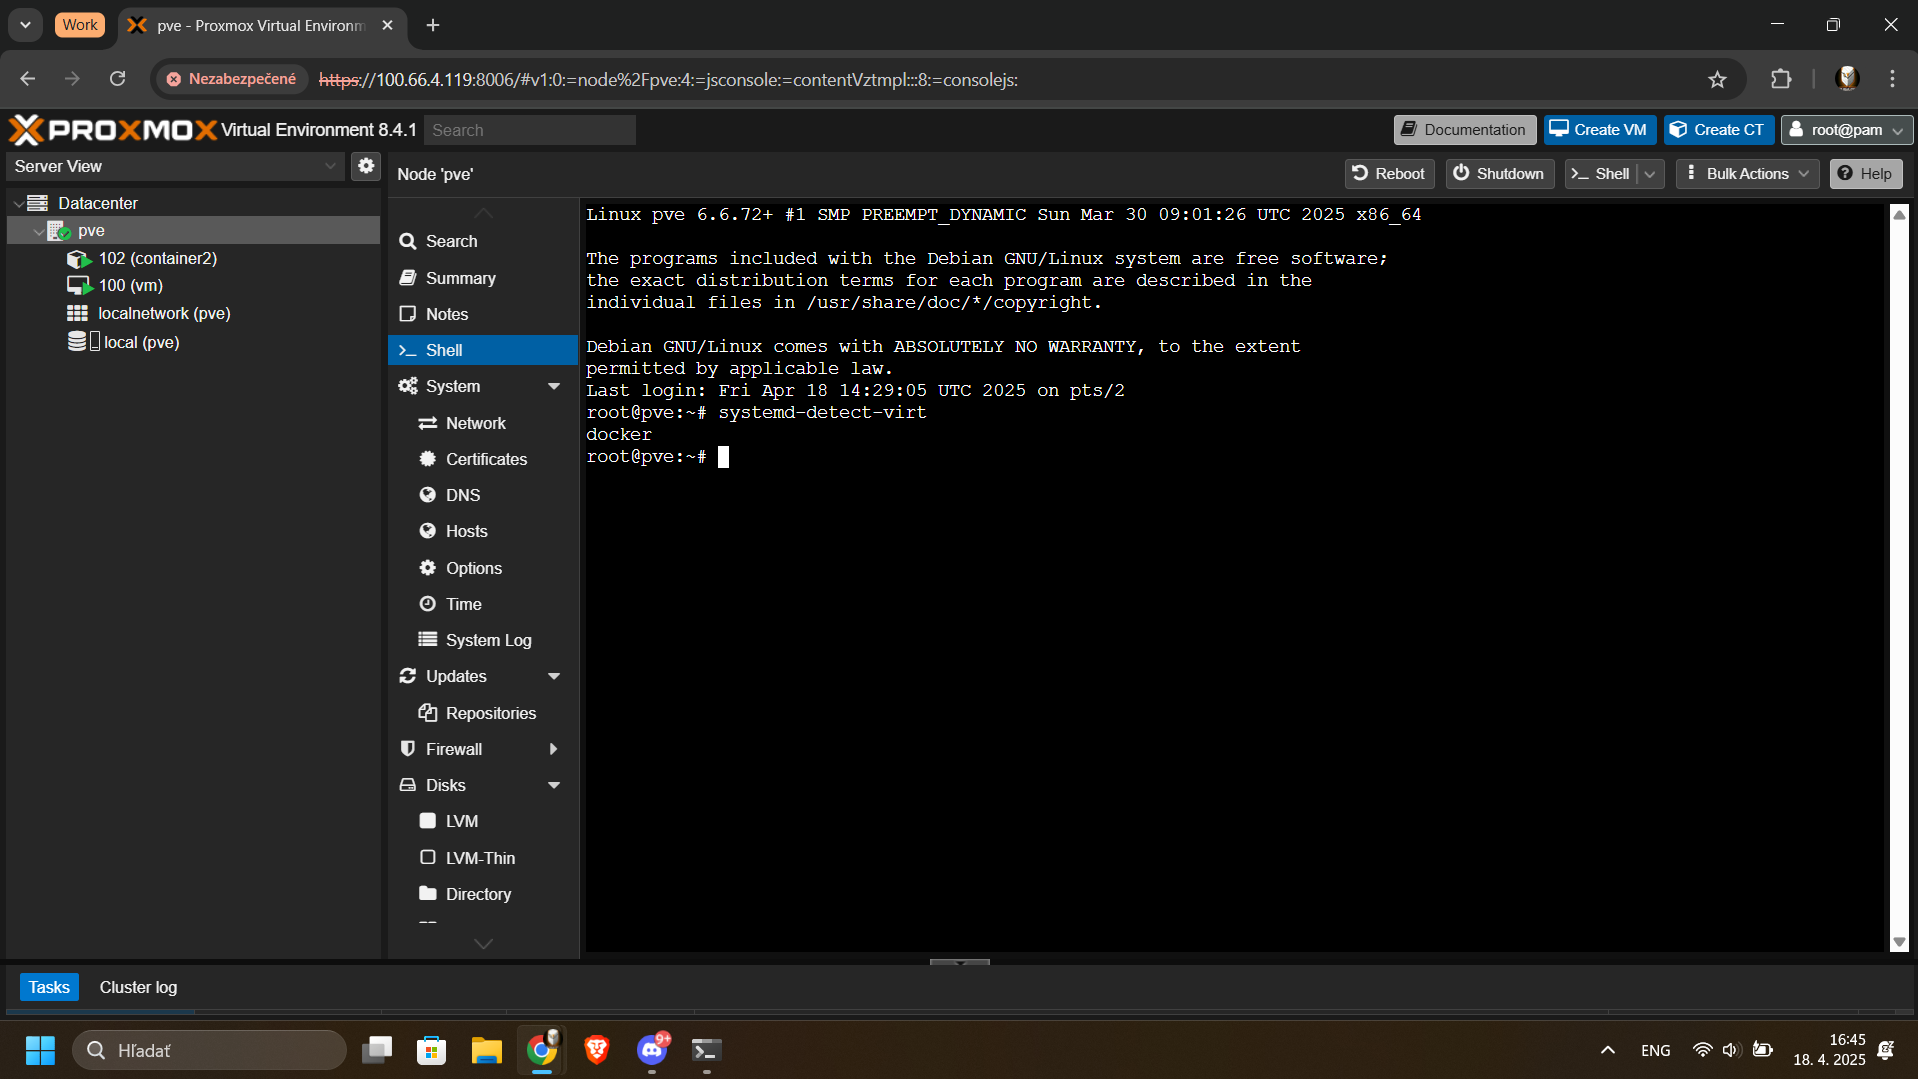 Work
pve - Proxmox Virtual Environm
Nezabezpečené
https://100.66.4.119:8006/#v1:0:=node%2Fpve:4:=jsconsole:=contentVztmpl:::8:=consolejs:
PROXMOX Virtual Environment 8.4.1
Search
Documentation
Create VM
Create CT
root@pam
Server View
Node 'pve'
Reboot
Shutdown
Shell
Bulk Actions
Help
Datacenter
pve
102 (container2)
100 (vm)
localnetwork (pve)
local (pve)
Search
Summary
Notes
Shell
System
Network
Certificates
DNS
Hosts
Options
Time
System Log
Updates
Repositories
Firewall
Disks
LVM
LVM-Thin
Directory
Linux pve 6.6.72+ #1 SMP PREEMPT_DYNAMIC Sun Mar 30 09:01:26 UTC 2025 x86_64
The programs included with the Debian GNU/Linux system are free software;
the exact distribution terms for each program are described in the
individual files in /usr/share/doc/*/copyright.
Debian GNU/Linux comes with ABSOLUTELY NO WARRANTY, to the extent
permitted by applicable law.
Last login: Fri Apr 18 14:29:05 UTC 2025 on pts/2
root@pve:~# systemd-detect-virt
docker
root@pve:~#
Tasks
Cluster log
Hľadať
9+
ENG
16:45
18. 4. 2025